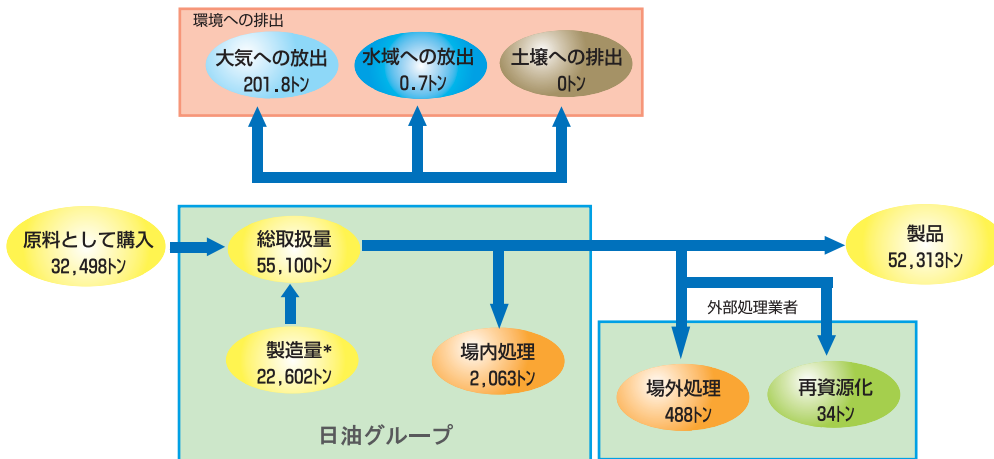 環境への排出
大気への放出
201.8トン
水域への放出
0.7トン
土壌への排出
0トン
原料として購入
32,498トン
総取扱量
55,100トン
製品
52,313トン
外部処理業者
製造量*
22,602トン
場内処理
2,063トン
場外処理
488トン
再資源化
34トン
日油グループ